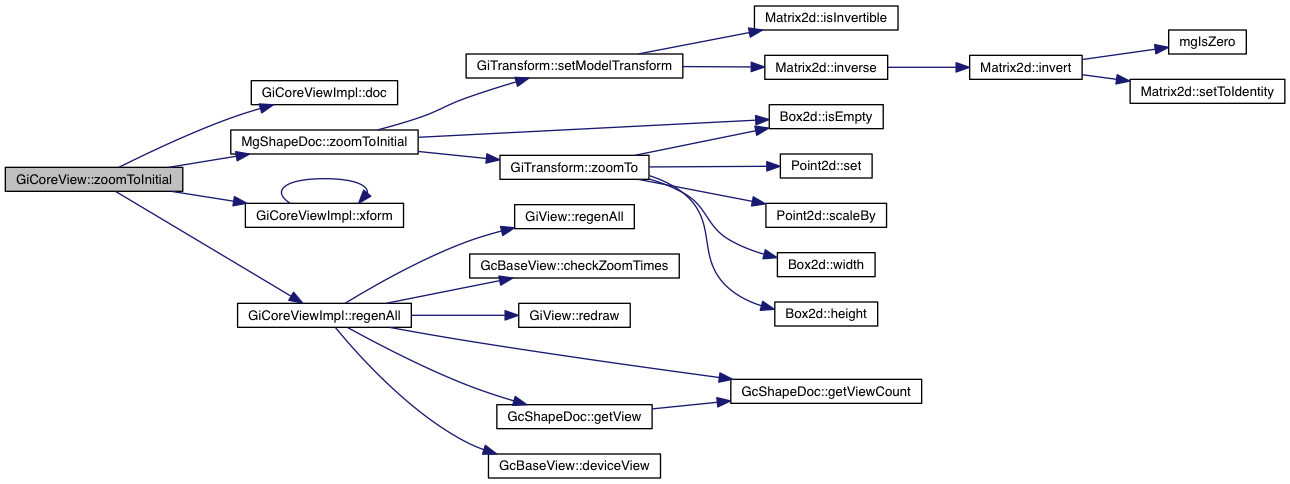 Matrix2d::isInvertible
mgIsZero
GiTransform::setModelTransform
Matrix2d::inverse
Matrix2d::invert
GiCoreViewImpl::doc
Matrix2d::setToIdentity
Box2d::isEmpty
MgShapeDoc::zoomToInitial
GiTransform::zoomTo
Point2d::set
GiCoreView::zoomToInitial
GiCoreViewImpl::xform
GiView::regenAll
Point2d::scaleBy
GcBaseView::checkZoomTimes
Box2d::width
GiCoreViewImpl::regenAll
GiView::redraw
Box2d::height
GcShapeDoc::getViewCount
GcShapeDoc::getView
GcBaseView::deviceView